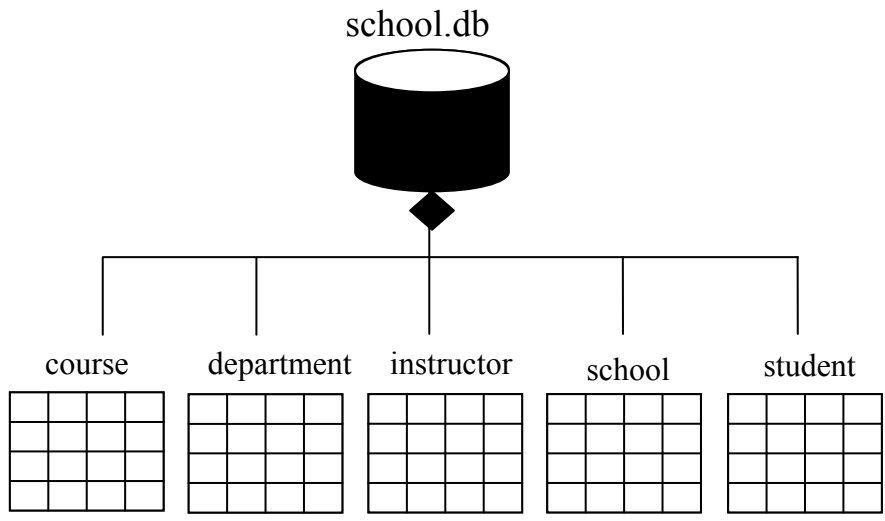 school.db
course
department
instructor
school
student